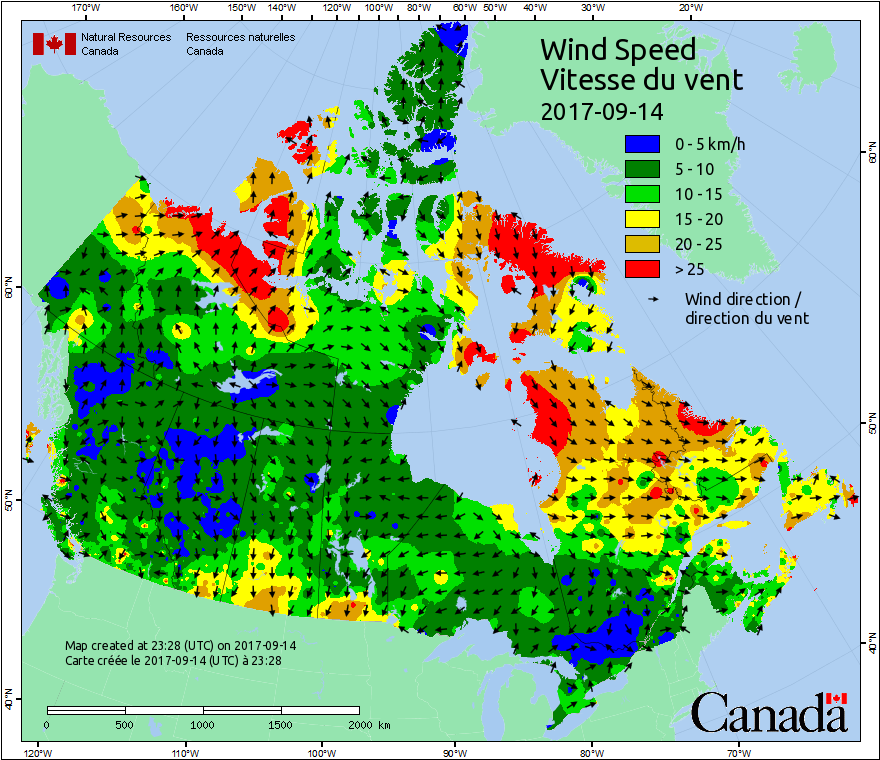 170°W 160°W 150°W 140°W 130°W 120°W 110°W 100°W 90°W 80°W 60°W 50°W 40°W 30°W 20°W
Natural Resources Ressources naturelles
Canada Canada
Wind Speed
Vitesse du vent
2017-09-14
0 - 5 km/h
5 - 10
10 - 15
15 - 20
20 - 25
> 25
Wind direction /
direction du vent
60°N
60°N
50°N
50°N
40°N
40°N
Map created at 23:28 (UTC) on 2017-09-14
Carte créée le 2017-09-14 (UTC) à 23:28
0 500 1000 1500 2000 km
Canada
120°W 110°W 100°W 90°W 80°W 70°W